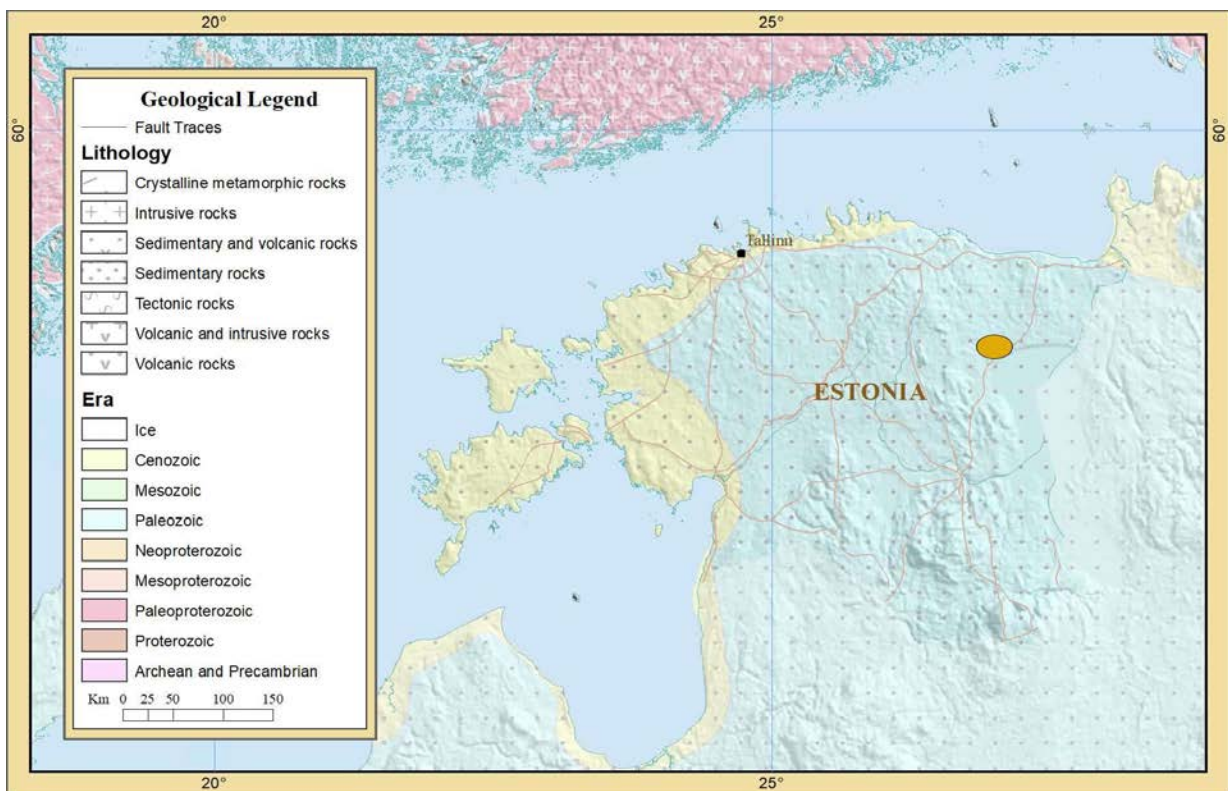 20°
25°
60°
60°
Geological Legend
Fault Traces
Lithology
Crystalline metamorphic rocks
Intrusive rocks
Sedimentary and volcanic rocks
Sedimentary rocks
Tectonic rocks
Volcanic and intrusive rocks
Volcanic rocks
Era
Ice
Cenozoic
Mesozoic
Paleozoic
Neoproterozoic
Mesoproterozoic
Paleoproterozoic
Proterozoic
Archean and Precambrian
Km 0 25 50 100 150
Tallinn
ESTONIA
20°
25°